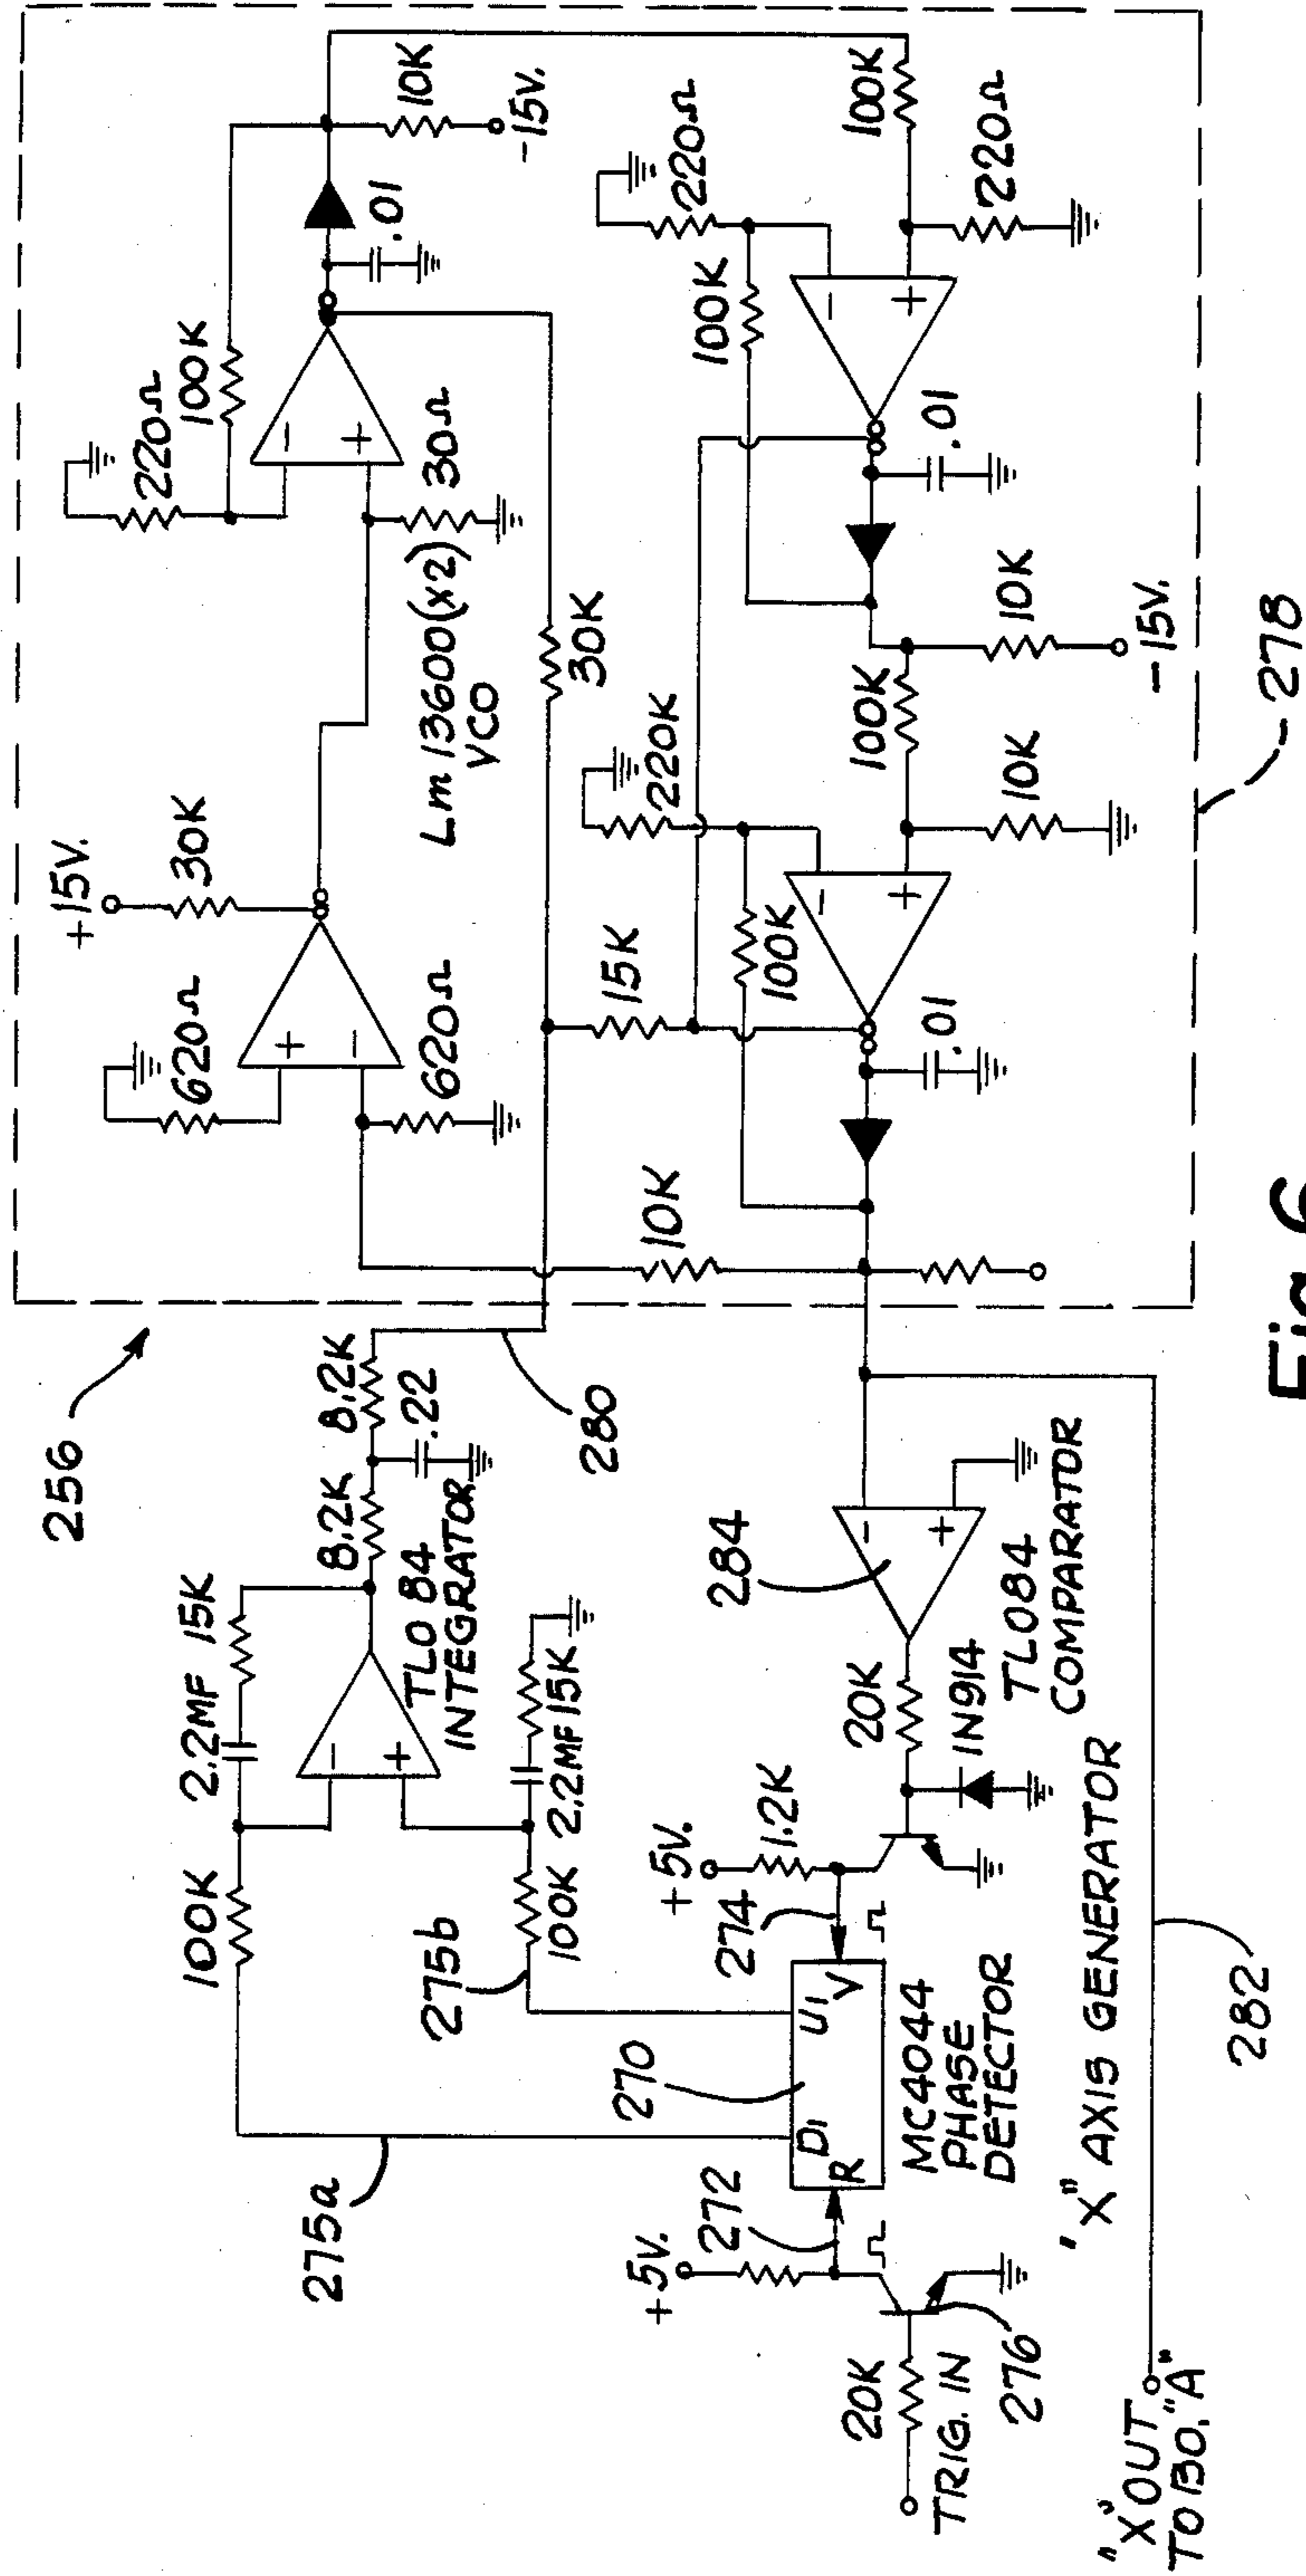 256
275a
100K
2.2MF 15K
TL0 84
INTEGRATOR
8.2K
8.2K
.22
280
275b
100K
2.2MF 15K
270
+5V.
272
D1
U1
R
V
MC4044
PHASE
DETECTOR
+5V.
1.2K
274
20K
TRIG. IN
276
20K
IN914
284
TL084
COMPARATOR
"X" AXIS GENERATOR
282
"X" OUT
TO BD. "A"
+15V.
620Ω
30K
+
−
620Ω
220Ω
100K
−
+
30Ω
Lm 13600 (x2)
VCO
.01
10K
-15V.
30K
15K
10K
220K
100K
−
+
.01
100K
10K
220Ω
100K
−
+
.01
100K
220Ω
10K
-15V.
278
−
+
−
+
Fig. 6